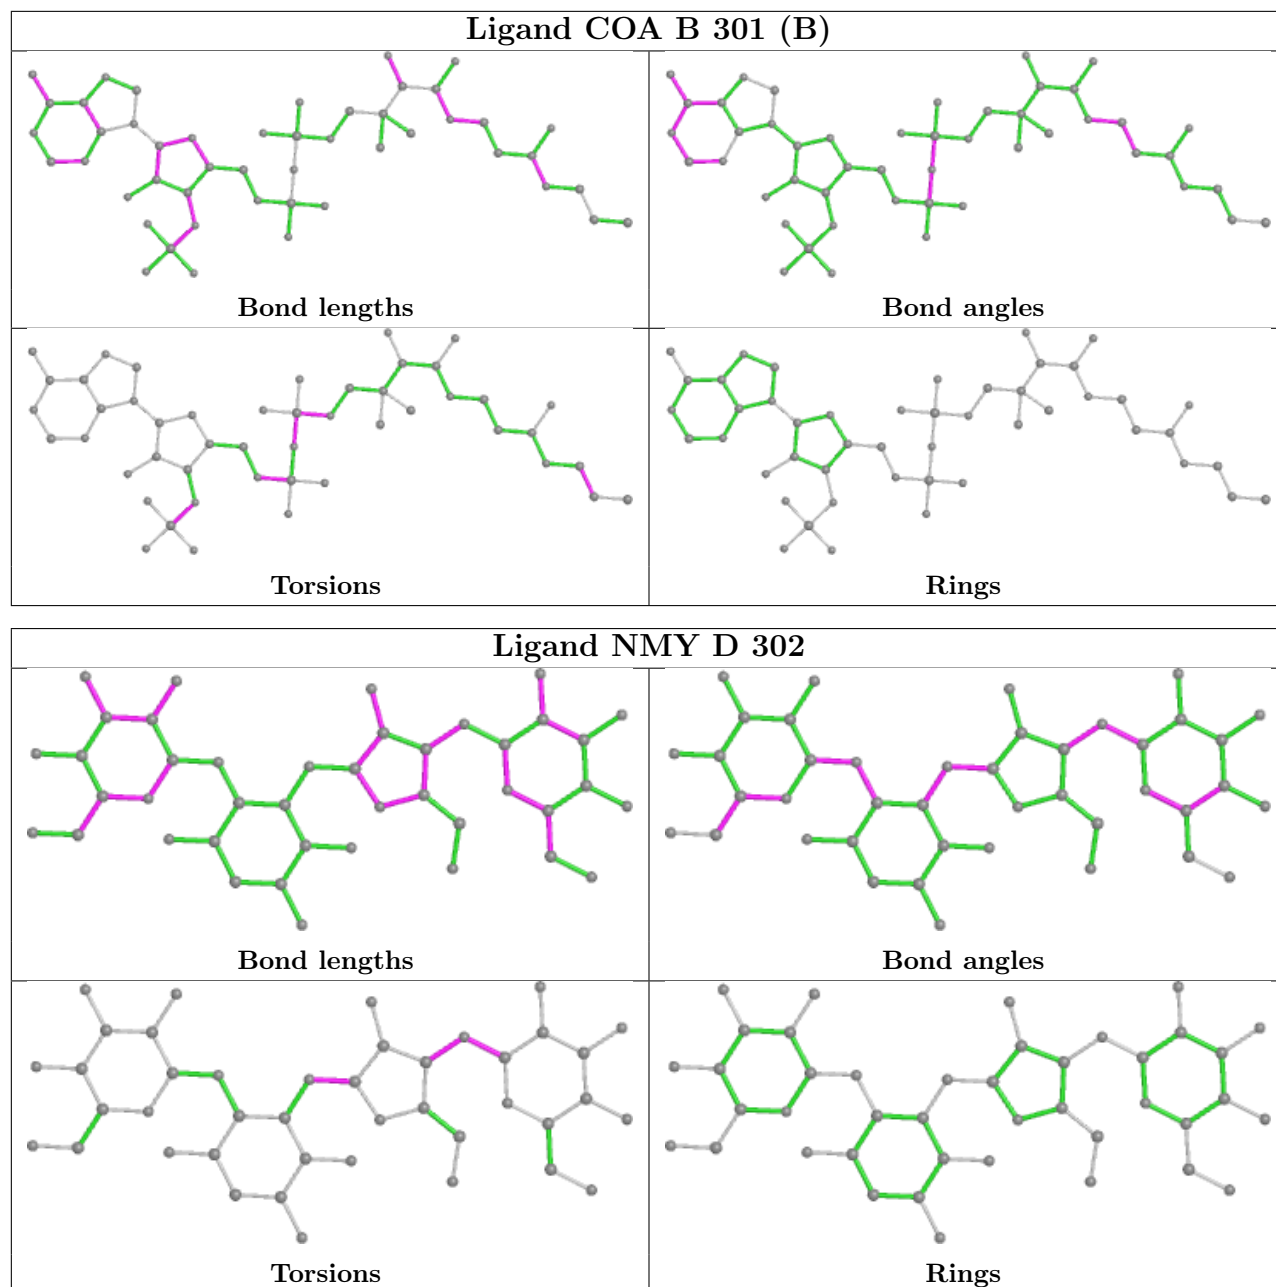 Ligand COA B 301 (B)
Bond lengths
Bond angles
Torsions
Rings
Ligand NMY D 302
Bond lengths
Bond angles
Torsions
Rings